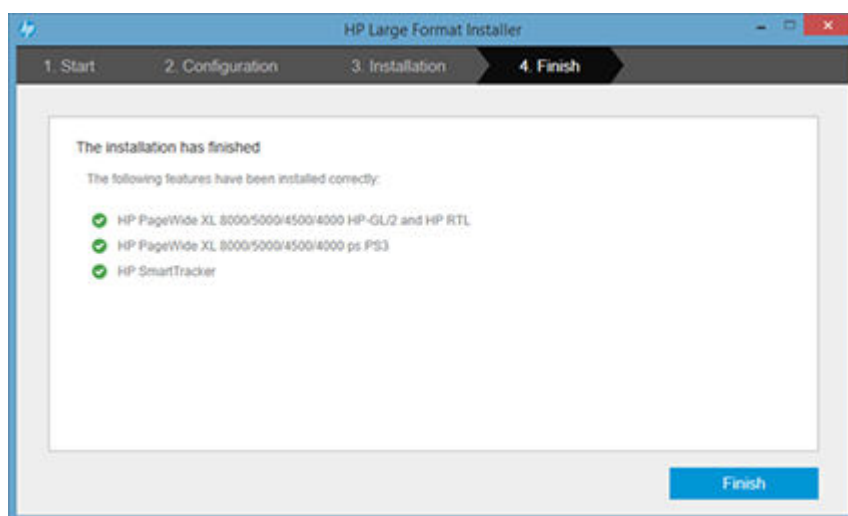 HP Large Format Installer
1. Start 2. Configuration 3. Installation 4. Finish
The installation has finished
The following features have been installed correctly:
HP PageWide XL 8000/5000/4500/4000 HP-GL/2 and HP RTL
HP PageWide XL 8000/5000/4500/4000 ps PS3
HP SmartTracker
Finish